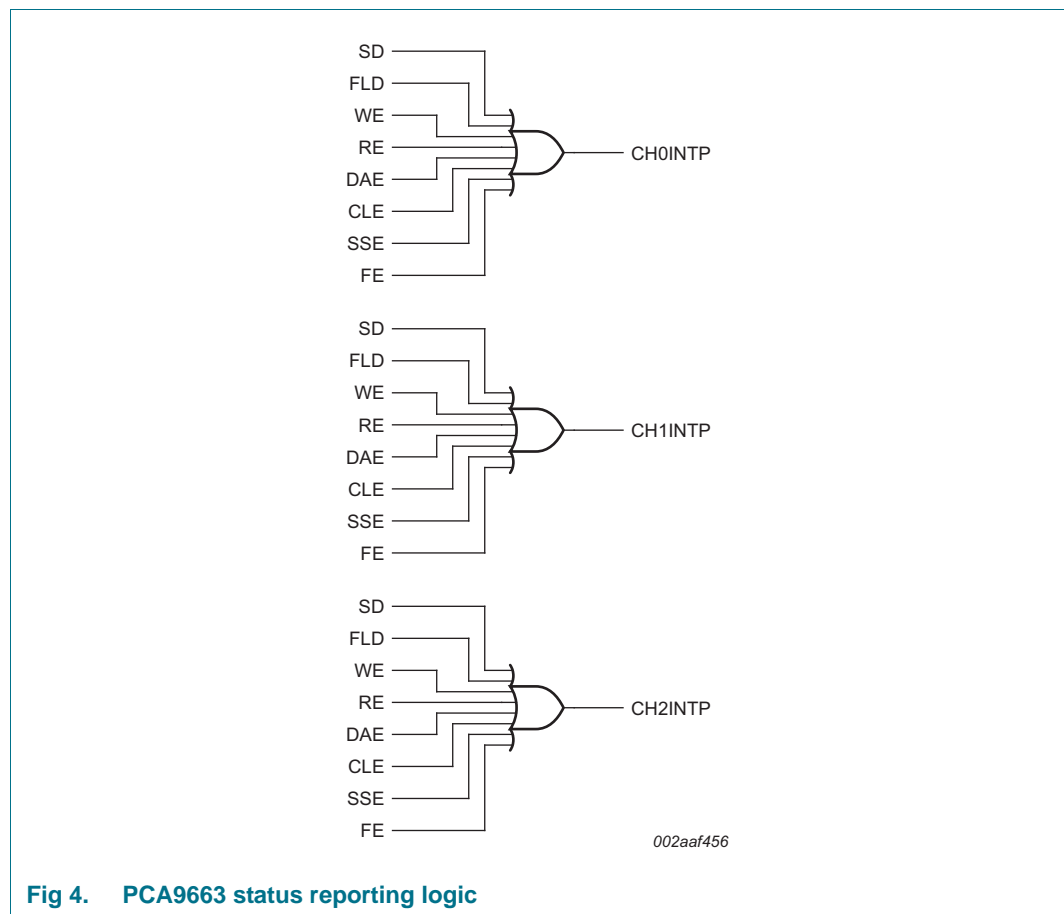 SD
FLD
WE
RE
DAE
CLE
SSE
FE
CH0INTP
SD
FLD
WE
RE
DAE
CLE
SSE
FE
CH1INTP
SD
FLD
WE
RE
DAE
CLE
SSE
FE
CH2INTP
002aaf456
Fig 4. PCA9663 status reporting logic